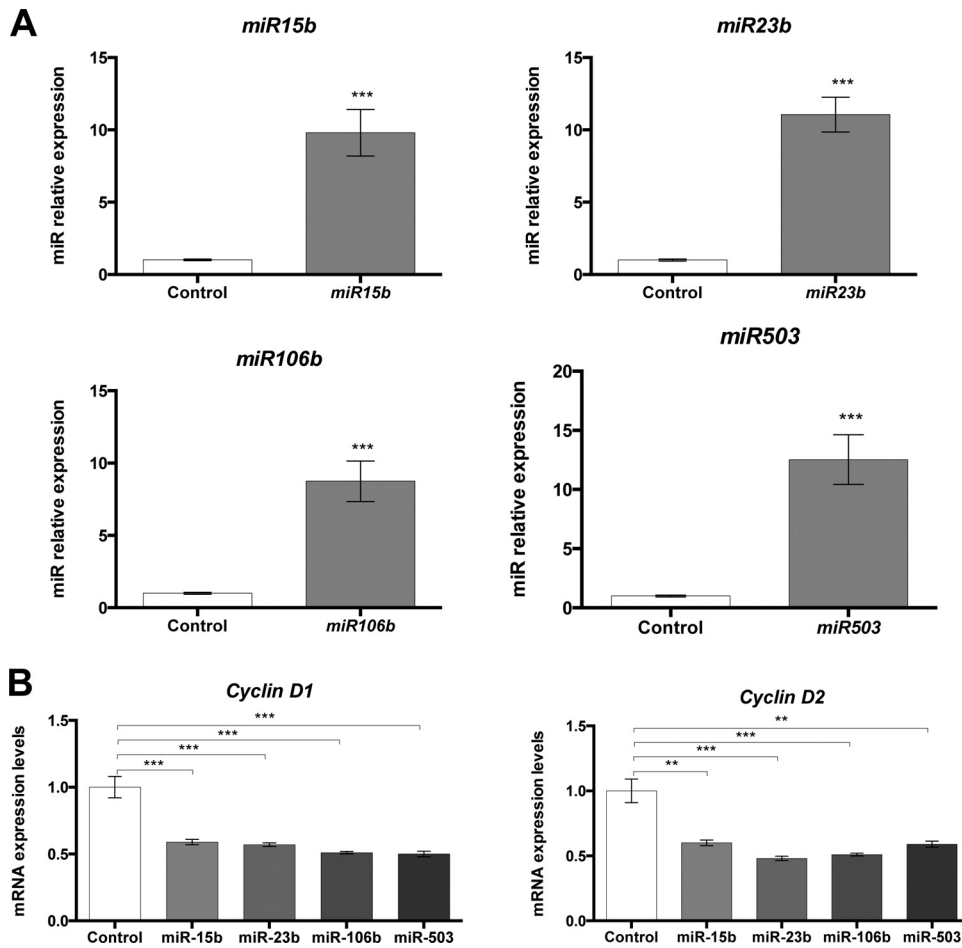 A
miR15b
miR relative expression
15
10
5
0
***
Control
miR15b
miR23b
miR relative expression
15
10
5
0
***
Control
miR23b
miR106b
miR relative expression
15
10
5
0
***
Control
miR106b
miR503
miR relative expression
20
15
10
5
0
***
Control
miR503
B
Cyclin D1
mRNA expression levels
1.5
1.0
0.5
0.0
***
***
***
***
Control miR-15b miR-23b miR-106b miR-503
Cyclin D2
mRNA expression levels
1.5
1.0
0.5
0.0
**
***
***
**
Control miR-15b miR-23b miR-106b miR-503